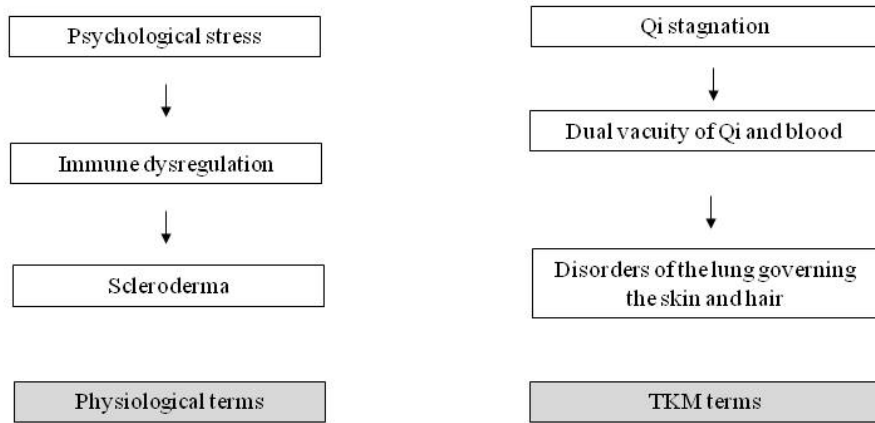 Psychological stress
Immune dysregulation
Scleroderma
Physiological terms
Qi stagnation
Dual vacuity of Qi and blood
Disorders of the lung governing
the skin and hair
TKM terms